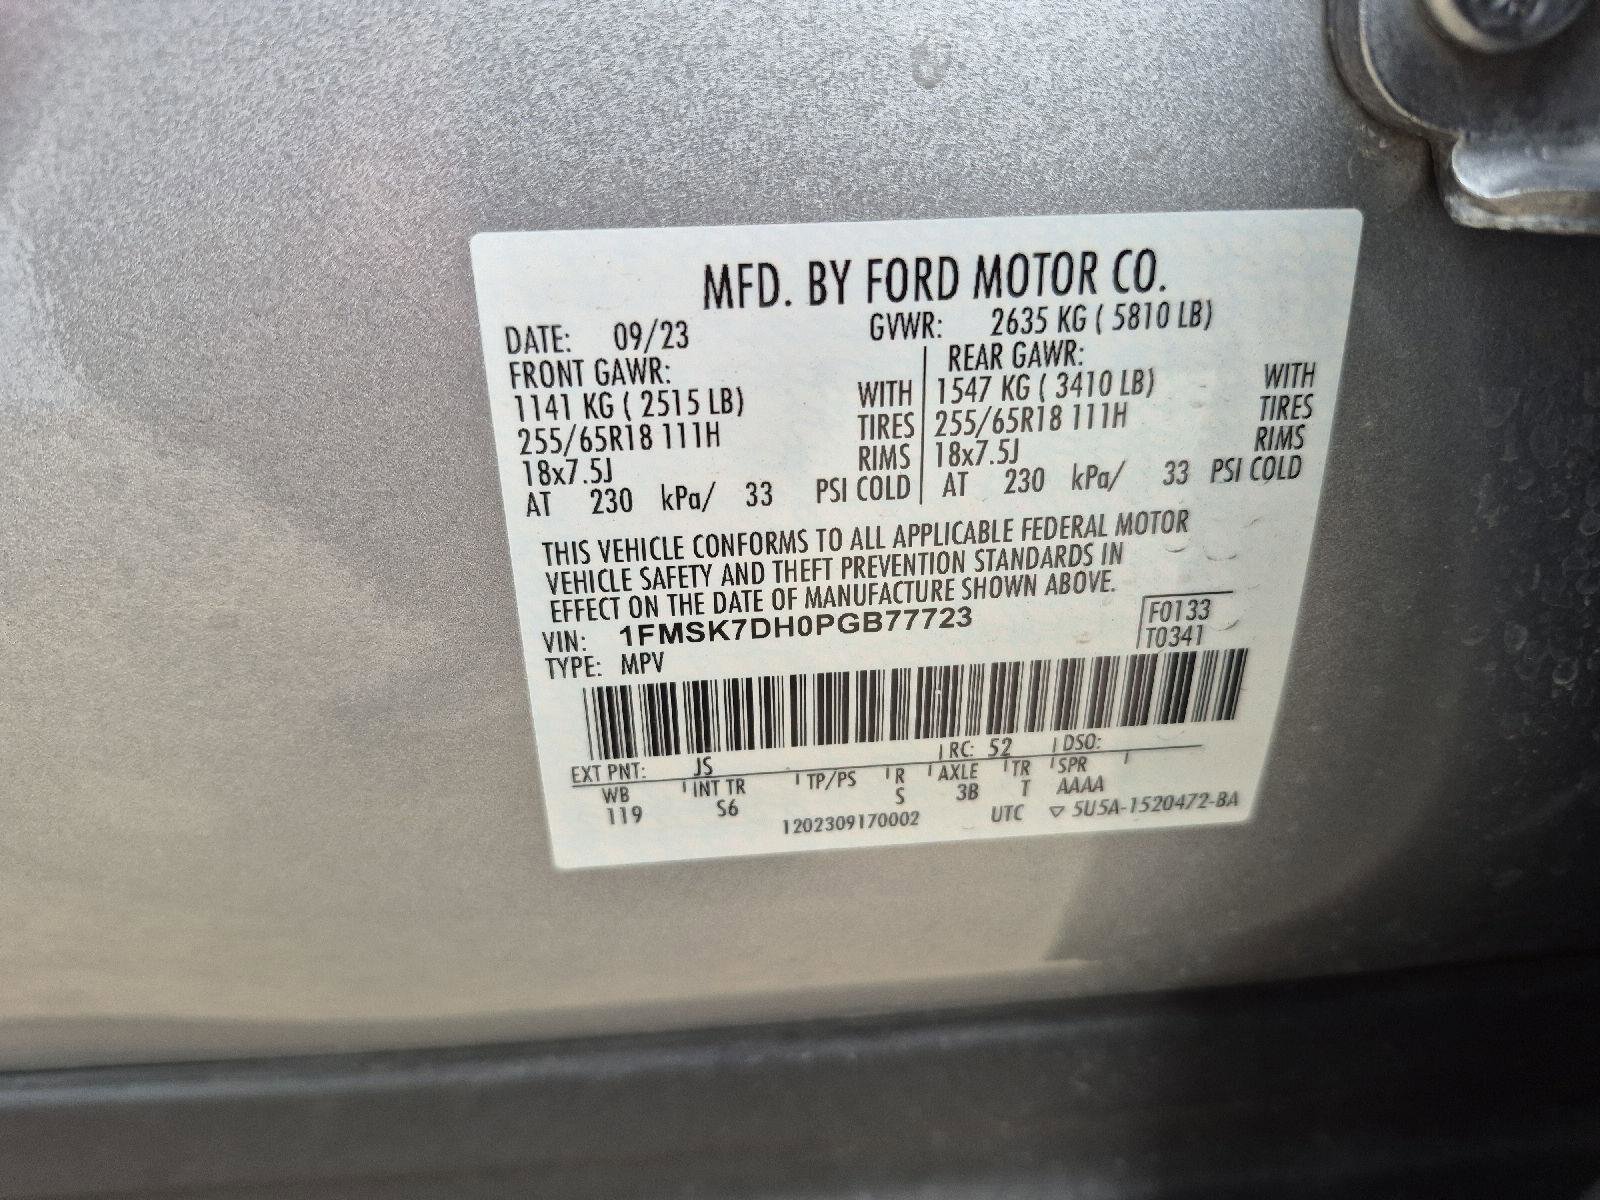 MFD. BY FORD MOTOR CO.
DATE: 09/23 GVWR: 2635 KG ( 5810 LB)
FRONT GAWR: REAR GAWR:
1141 KG ( 2515 LB) WITH 1547 KG ( 3410 LB) WITH
255/65R18 111H TIRES 255/65R18 111H TIRES
18x7.5J RIMS 18x7.5J RIMS
AT 230 kPa/ 33 PSI COLD AT 230 kPa/ 33 PSI COLD
THIS VEHICLE CONFORMS TO ALL APPLICABLE FEDERAL MOTOR
VEHICLE SAFETY AND THEFT PREVENTION STANDARDS IN
EFFECT ON THE DATE OF MANUFACTURE SHOWN ABOVE.
VIN: 1FMSK7DH0PGB77723 F0133
TYPE: MPV T0341
EXT PNT: JS RC: 52 DSO:
WB INT TR TP/PS R AXLE TR SPR
119 S6 S 3B T AAAA
1202309170002 UTC ▽ 5U5A-1520472-BA